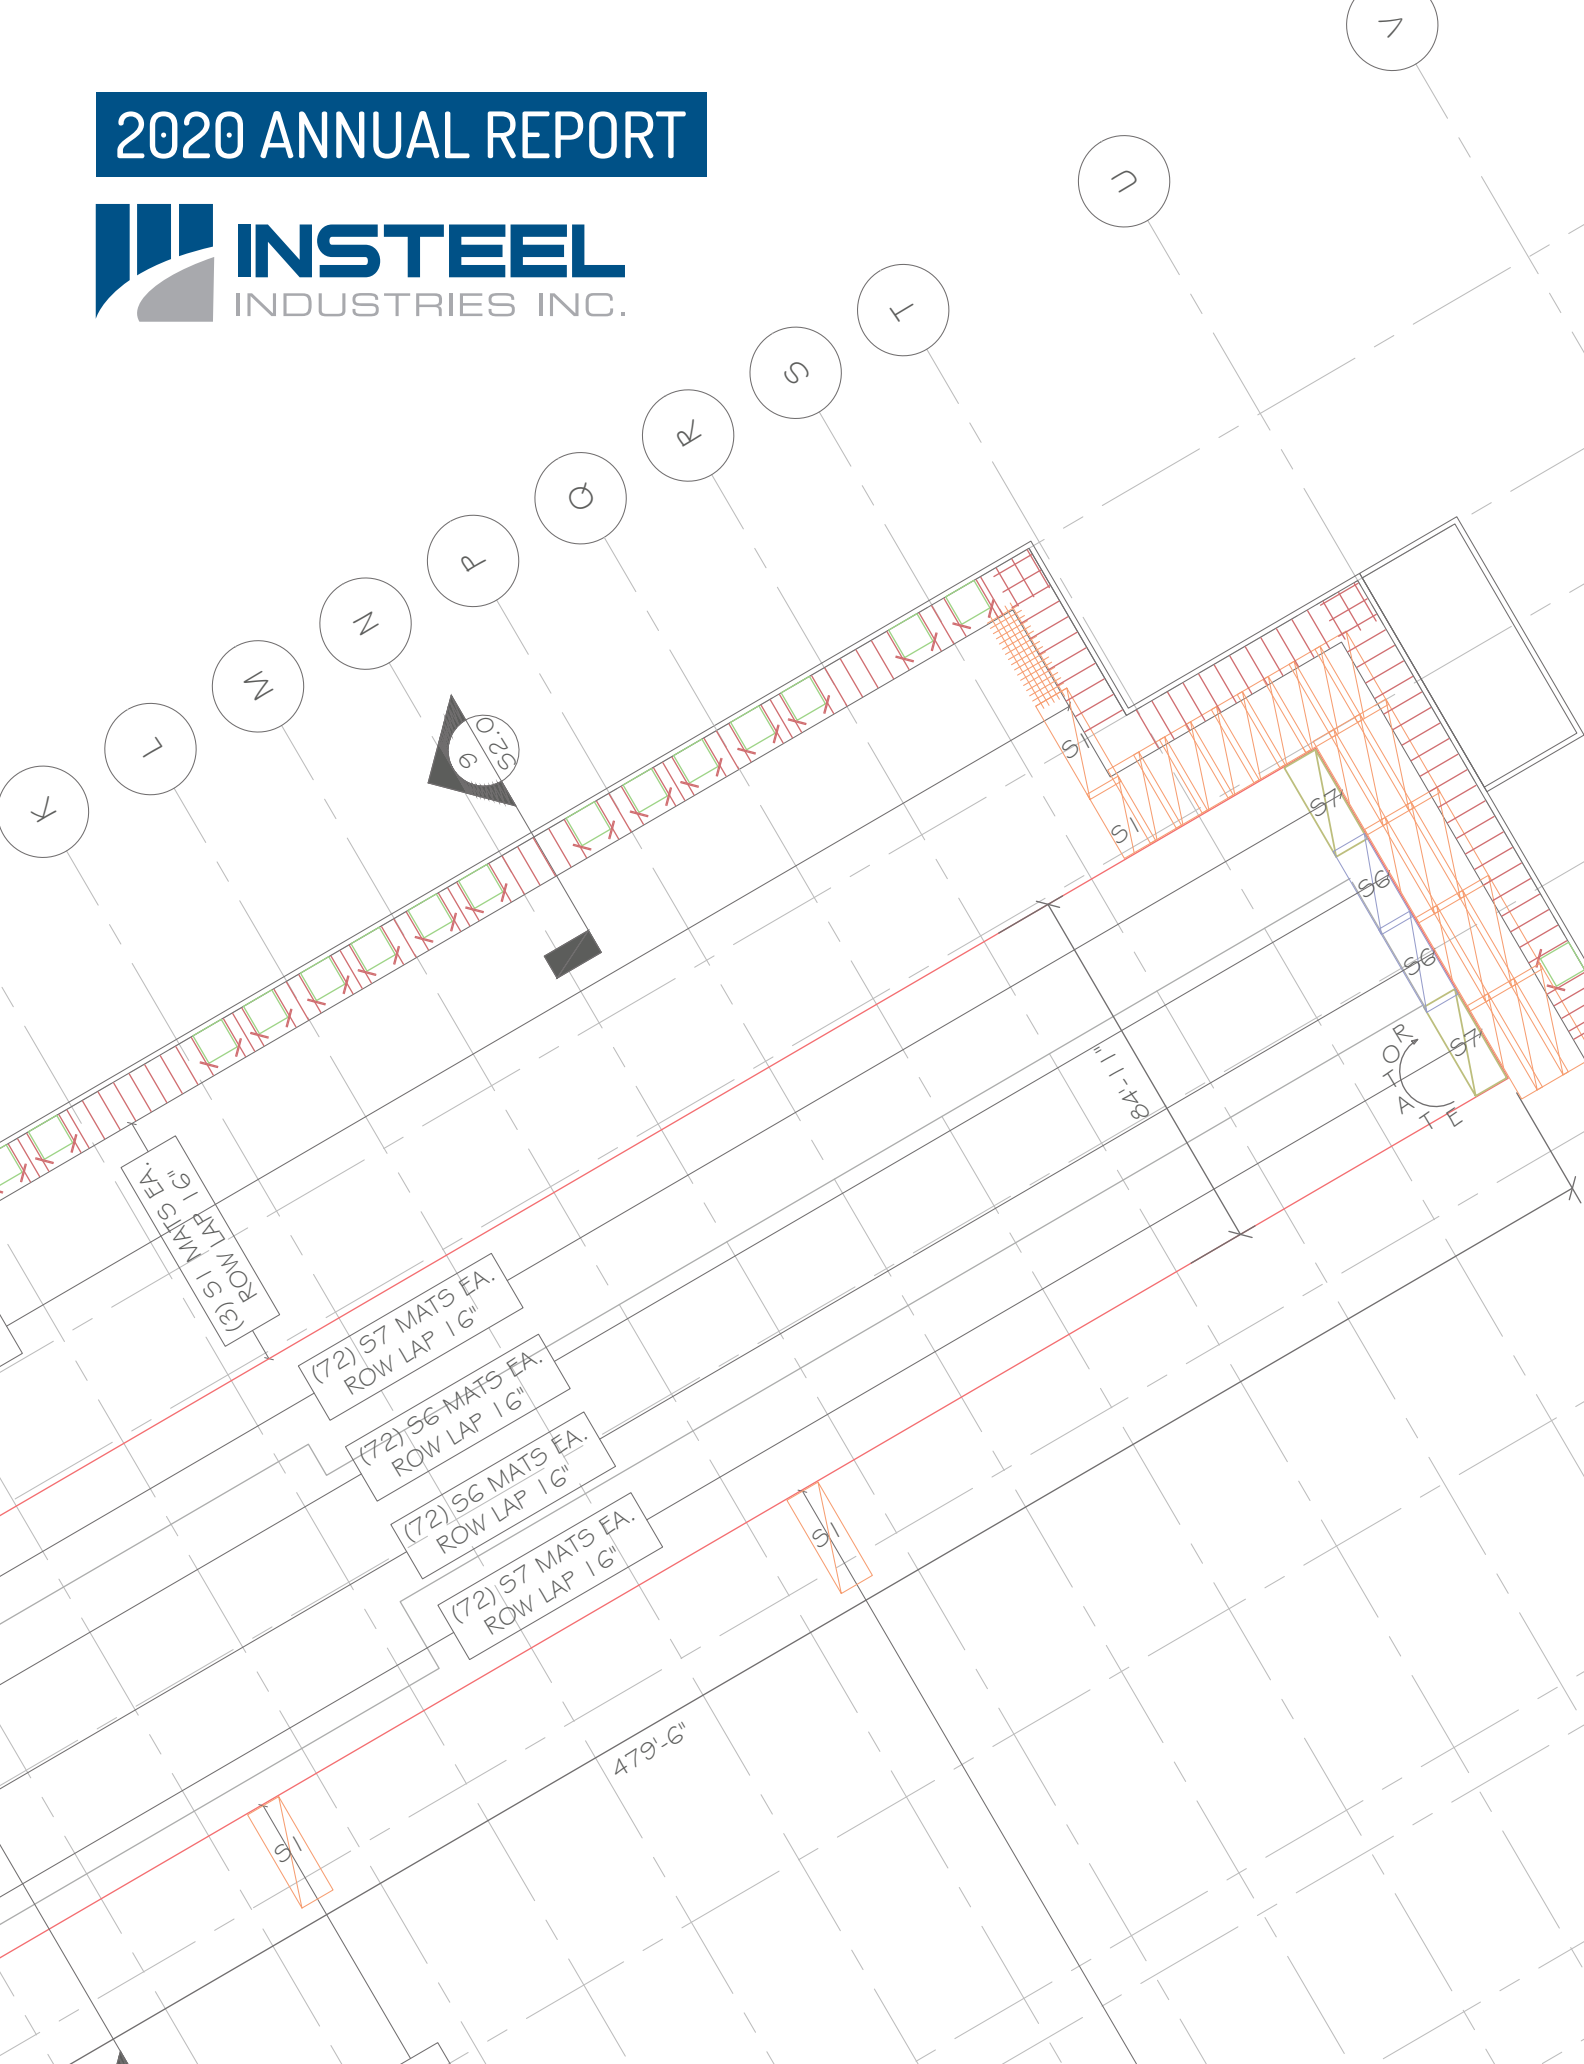 2020 ANNUAL REPORT
INSTEEL
INDUSTRIES INC.
V
U
T
S
R
Q
P
N
M
L
K
9
S2.0
S1
S1
S7
S6
S6
S7
ROTATE
84'-11"
(3) S1 MATS EA.
ROW LAP 16"
(72) S7 MATS EA.
ROW LAP 16"
(72) S6 MATS EA.
ROW LAP 16"
(72) S6 MATS EA.
ROW LAP 16"
(72) S7 MATS EA.
ROW LAP 16"
S1
479'-6"
S1